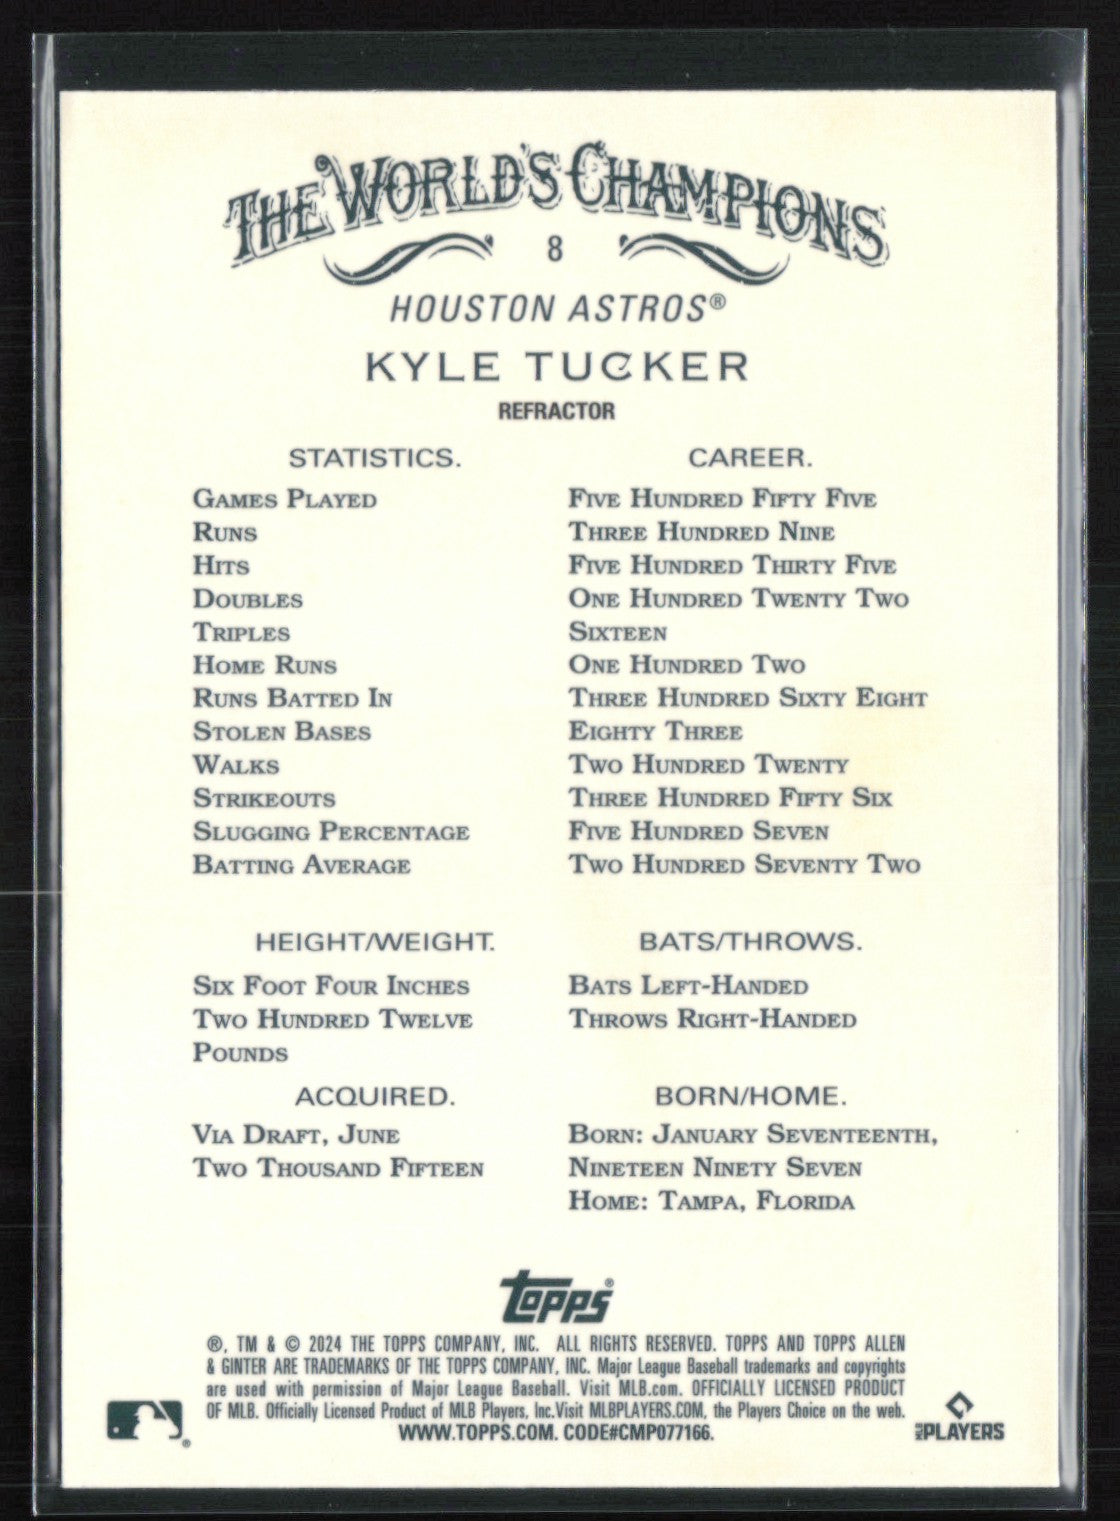 THE WORLD'S CHAMPIONS
8
HOUSTON ASTROS®
KYLE TUCKER
REFRACTOR
STATISTICS. CAREER.
GAMES PLAYED FIVE HUNDRED FIFTY FIVE
RUNS THREE HUNDRED NINE
HITS FIVE HUNDRED THIRTY FIVE
DOUBLES ONE HUNDRED TWENTY TWO
TRIPLES SIXTEEN
HOME RUNS ONE HUNDRED TWO
RUNS BATTED IN THREE HUNDRED SIXTY EIGHT
STOLEN BASES EIGHTY THREE
WALKS TWO HUNDRED TWENTY
STRIKEOUTS THREE HUNDRED FIFTY SIX
SLUGGING PERCENTAGE FIVE HUNDRED SEVEN
BATTING AVERAGE TWO HUNDRED SEVENTY TWO
HEIGHT/WEIGHT.
SIX FOOT FOUR INCHES
TWO HUNDRED TWELVE
POUNDS
BATS/THROWS.
BATS LEFT-HANDED
THROWS RIGHT-HANDED
ACQUIRED.
VIA DRAFT, JUNE
TWO THOUSAND FIFTEEN
BORN/HOME.
BORN: JANUARY SEVENTEENTH,
NINETEEN NINETY SEVEN
HOME: TAMPA, FLORIDA
topps®
®, TM & © 2024 THE TOPPS COMPANY, INC. ALL RIGHTS RESERVED. TOPPS AND TOPPS ALLEN
& GINTER ARE TRADEMARKS OF THE TOPPS COMPANY, INC. Major League Baseball trademarks and copyrights
are used with permission of Major League Baseball. Visit MLB.com. OFFICIALLY LICENSED PRODUCT
OF MLB. Officially Licensed Product of MLB Players, Inc.Visit MLBPLAYERS.COM, the Players Choice on the web.
WWW.TOPPS.COM. CODE#CMP077166.
®
MLB PLAYERS